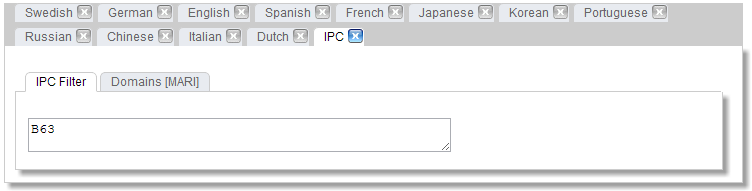 Swedish German English Spanish French Japanese Korean Portuguese
Russian Chinese Italian Dutch IPC
IPC Filter Domains [MARI]
B63